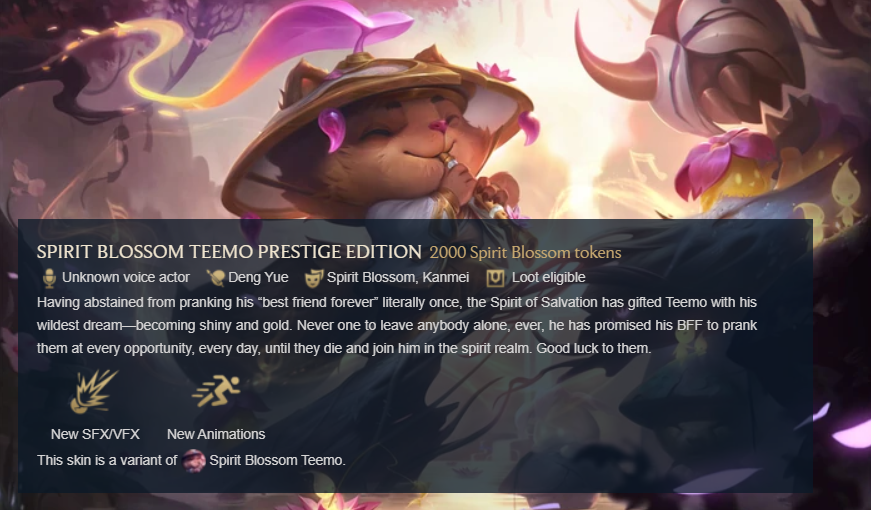 SPIRIT BLOSSOM TEEMO PRESTIGE EDITION 2000 Spirit Blossom tokens
Unknown voice actor Deng Yue Spirit Blossom, Kanmei Loot eligible
Having abstained from pranking his “best friend forever” literally once, the Spirit of Salvation has gifted Teemo with his
wildest dream—becoming shiny and gold. Never one to leave anybody alone, ever, he has promised his BFF to prank
them at every opportunity, every day, until they die and join him in the spirit realm. Good luck to them.
New SFX/VFX New Animations
This skin is a variant of Spirit Blossom Teemo.